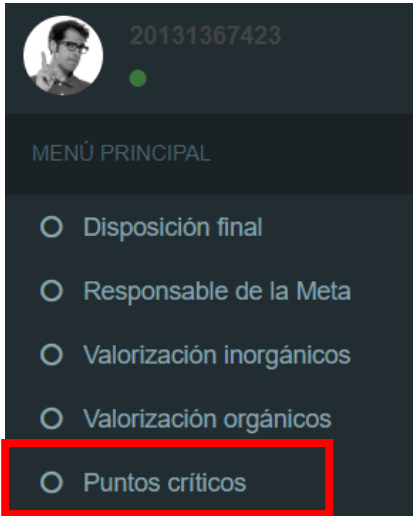 20131367423
MENÚ PRINCIPAL
Disposición final
Responsable de la Meta
Valorización inorgánicos
Valorización orgánicos
Puntos críticos